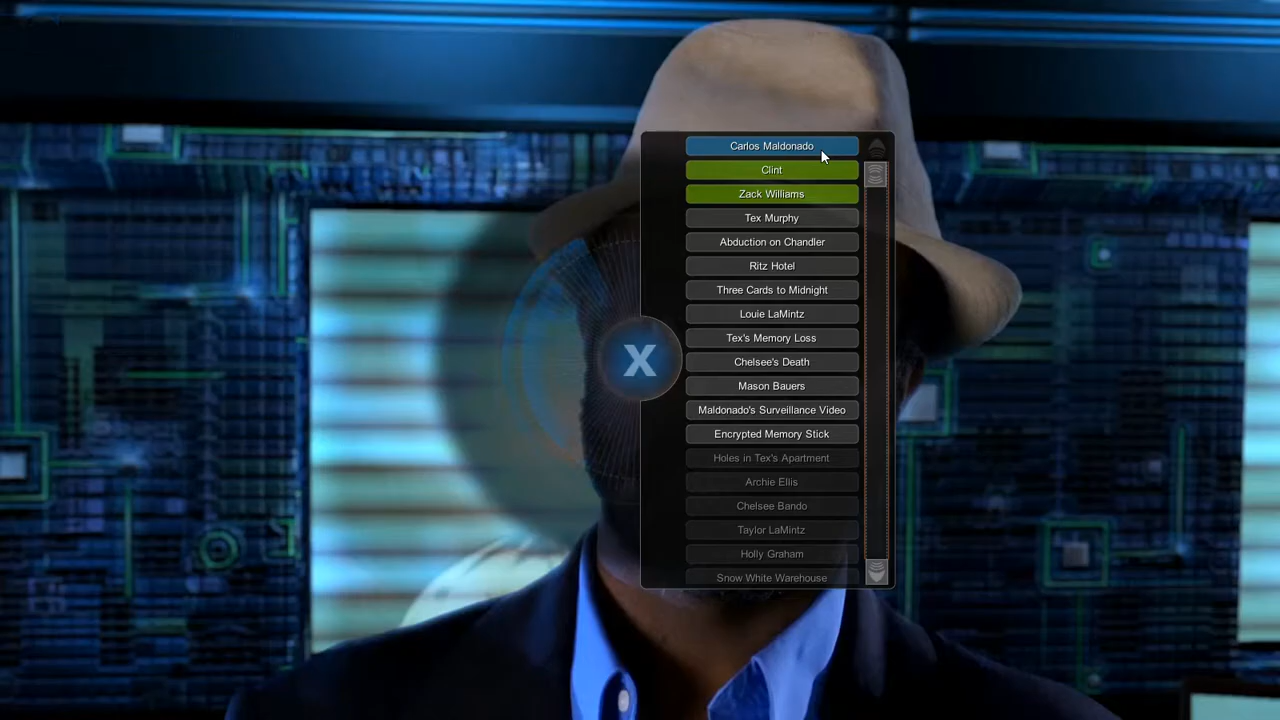 Carlos Maldonado
Clint
Zack Williams
Tex Murphy
Abduction on Chandler
Ritz Hotel
Three Cards to Midnight
Louie LaMintz
Tex's Memory Loss
Chelsee's Death
Mason Bauers
Maldonado's Surveillance Video
Encrypted Memory Stick
Holes in Tex's Apartment
Archie Ellis
Chelsee Bando
Taylor LaMintz
Holly Graham
Snow White Warehouse
X